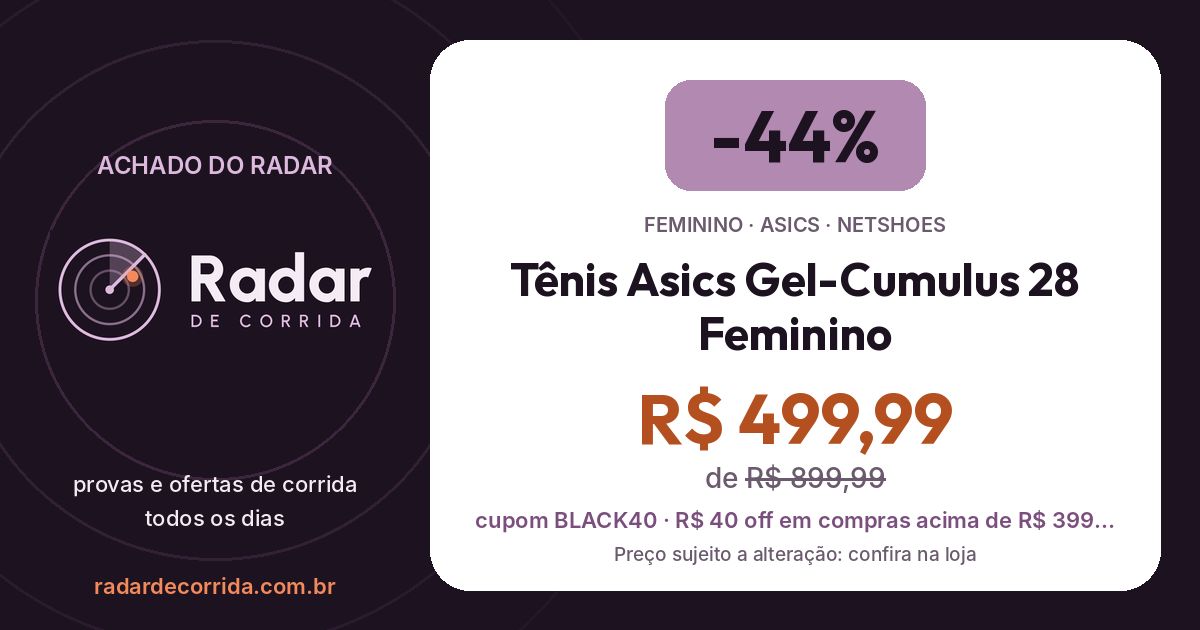 ACHADO DO RADAR
Radar
DE CORRIDA
provas e ofertas de corrida
todos os dias
radardecorrida.com.br
-44%
FEMININO · ASICS · NETSHOES
Tênis Asics Gel-Cumulus 28
Feminino
R$ 499,99
de R$ 899,99
cupom BLACK40 · R$ 40 off em compras acima de R$ 399...
Preço sujeito a alteração: confira na loja